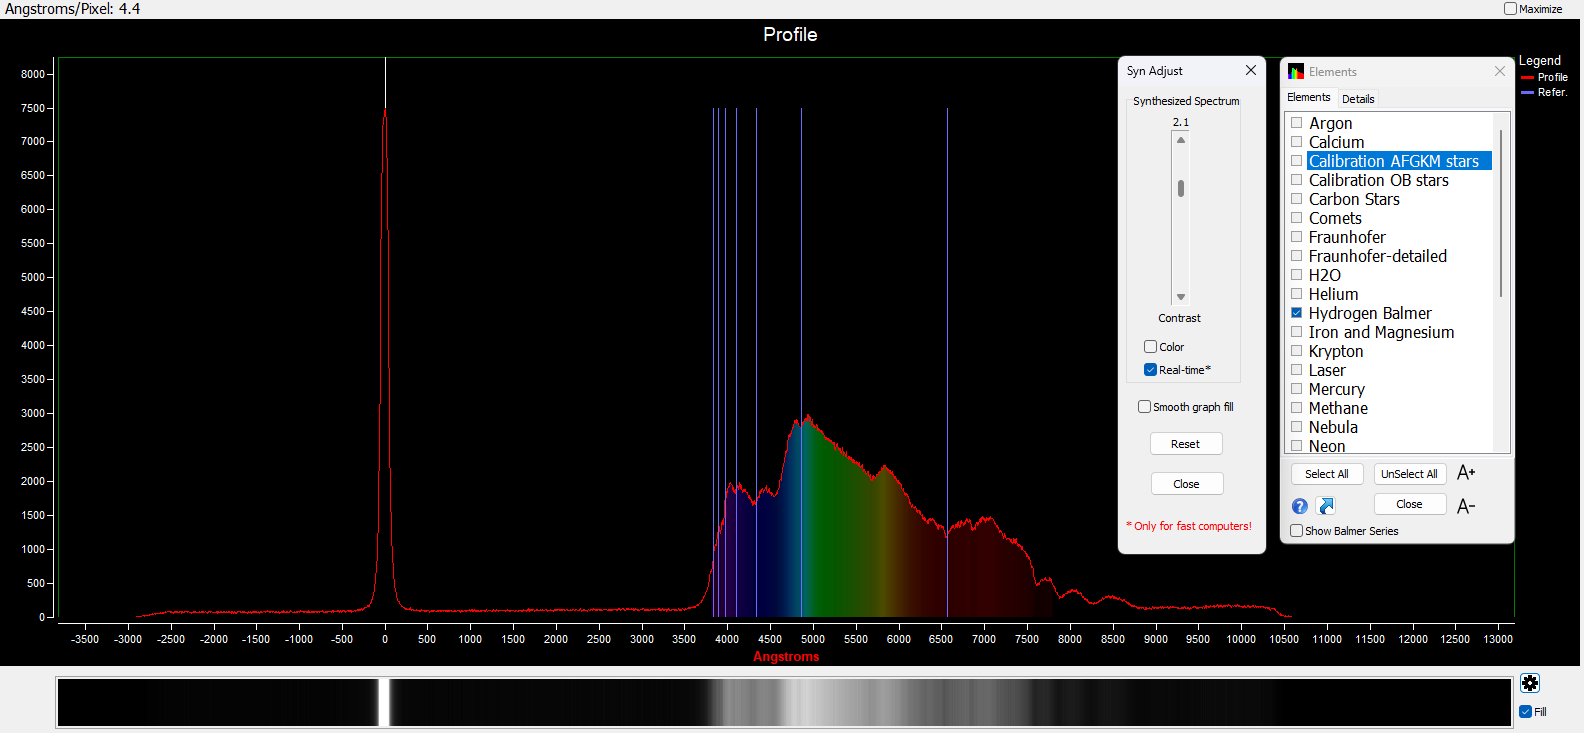 Angstroms/Pixel: 4.4
Maximize
Profile
8000
7500
7000
6500
6000
5500
5000
4500
4000
3500
3000
2500
2000
1500
1000
500
0
-3500 -3000 -2500 -2000 -1500 -1000 -500 0 500 1000 1500 2000 2500 3000 3500 4000 4500 5000 5500 6000 6500 7000 7500 8000 8500 9000 9500 10000 10500 11000 11500 12000 12500 13000
Angstroms
Syn Adjust
Synthesized Spectrum
2.1
Contrast
Color
Real-time*
Smooth graph fill
Reset
Close
* Only for fast computers!
Elements
Elements Details
Argon
Calcium
Calibration AFGKM stars
Calibration OB stars
Carbon Stars
Comets
Fraunhofer
Fraunhofer-detailed
H2O
Helium
Hydrogen Balmer
Iron and Magnesium
Krypton
Laser
Mercury
Methane
Nebula
Neon
Select All UnSelect All A+
? Close A-
Show Balmer Series
Legend
Profile
Refer.
Fill